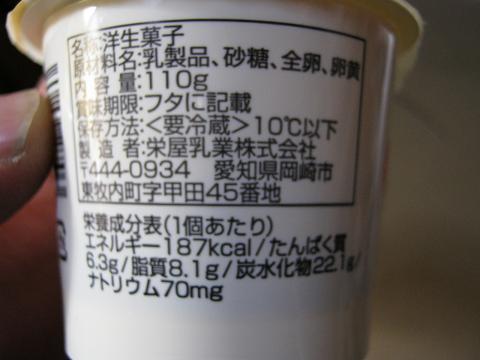 名称:洋生菓子
原材料名:乳製品、砂糖、全卵、卵黄
内 容 量:110g
賞味期限:フタに記載
保存方法:<要冷蔵>10℃以下
製 造 者:栄屋乳業株式会社
〒444-0934 愛知県岡崎市
東牧内町字甲田45番地
栄養成分表(1個あたり)
エネルギー187kcal/たんぱく質
6.3g/脂質8.1g/炭水化物22.1g/
ナトリウム70mg